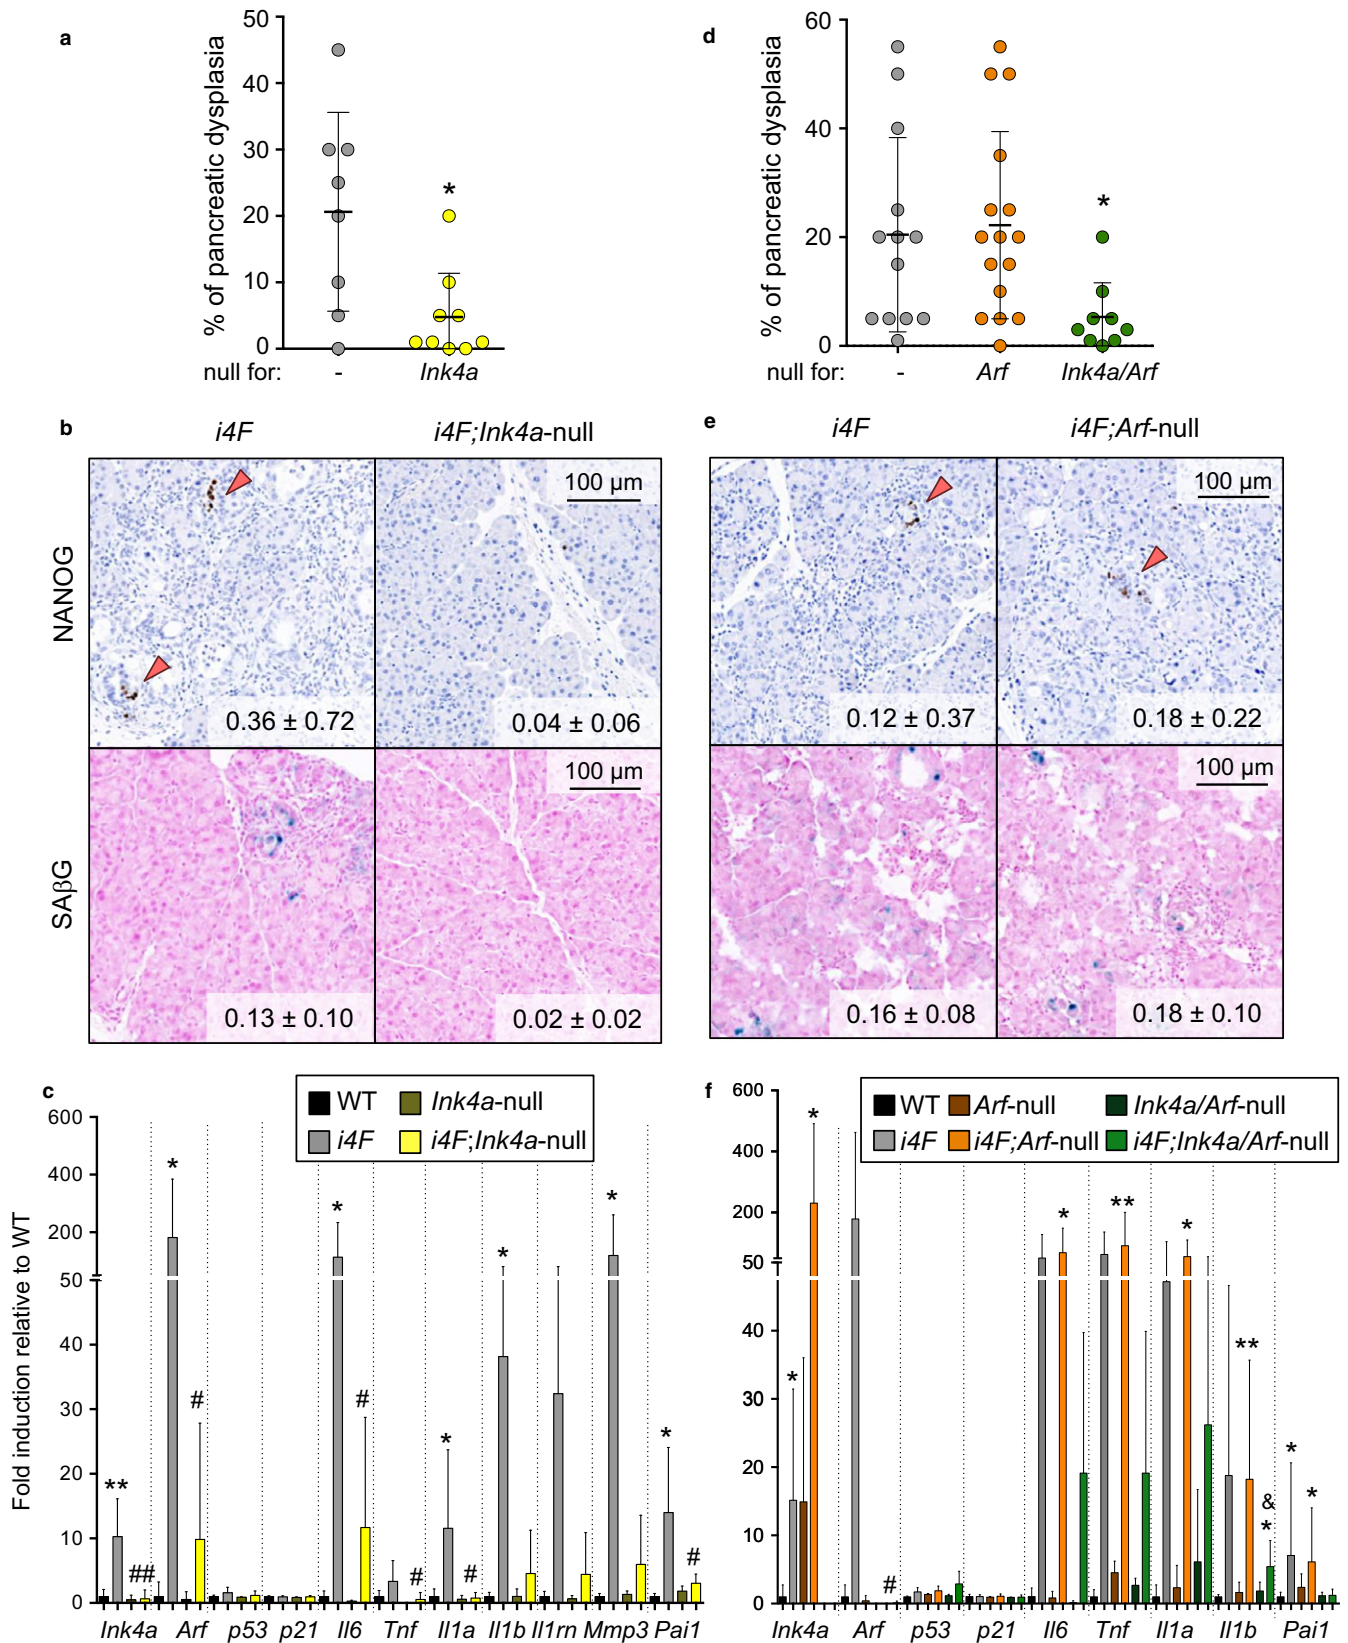 a
% of pancreatic dysplasia
50
40
30
20
10
0
*
null for: - Ink4a
d
% of pancreatic dysplasia
60
40
20
0
*
null for: - Arf Ink4a/Arf
b
i4F i4F;Ink4a-null
NANOG
100 µm
0.36 ± 0.72
0.04 ± 0.06
SAβG
100 µm
0.13 ± 0.10
0.02 ± 0.02
e
i4F i4F;Arf-null
100 µm
0.12 ± 0.37
0.18 ± 0.22
100 µm
0.16 ± 0.08
0.18 ± 0.10
c
WT Ink4a-null
i4F i4F;Ink4a-null
Fold induction relative to WT
600
400
200
50
40
30
20
10
0
** ## * # * # # * # * * * #
Ink4a Arf p53 p21 Il6 Tnf Il1a Il1b Il1rn Mmp3 Pai1
f
WT Arf-null Ink4a/Arf-null
i4F i4F;Arf-null i4F;Ink4a/Arf-null
600
400
200
50
40
30
20
10
0
* * # * ** * ** & * * *
Ink4a Arf p53 p21 Il6 Tnf Il1a Il1b Pai1